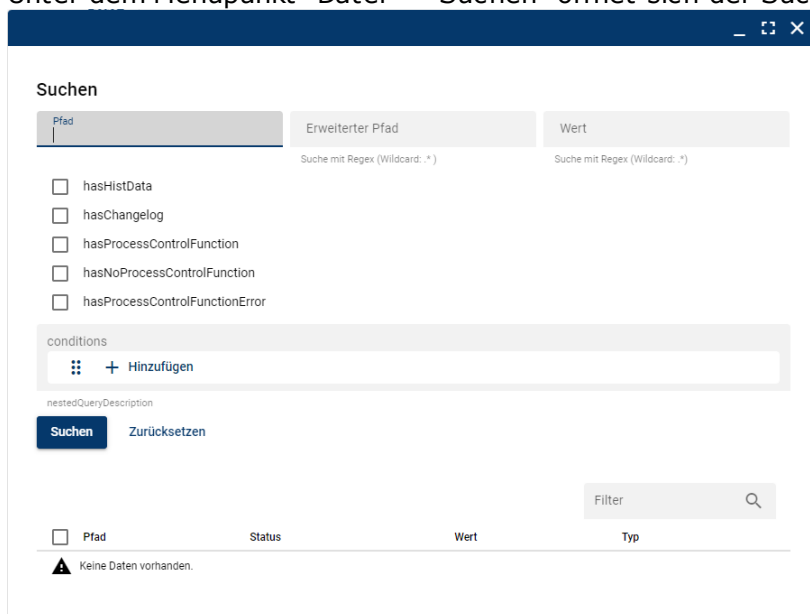 Suchen
Pfad
Erweiterter Pfad
Wert
Suche mit Regex (Wildcard: .* )
Suche mit Regex (Wildcard: .*)
hasHistData
hasChangelog
hasProcessControlFunction
hasNoProcessControlFunction
hasProcessControlFunctionError
conditions
Hinzufügen
nestedQueryDescription
Suchen Zurücksetzen
Filter
Pfad Status Wert Typ
Keine Daten vorhanden.